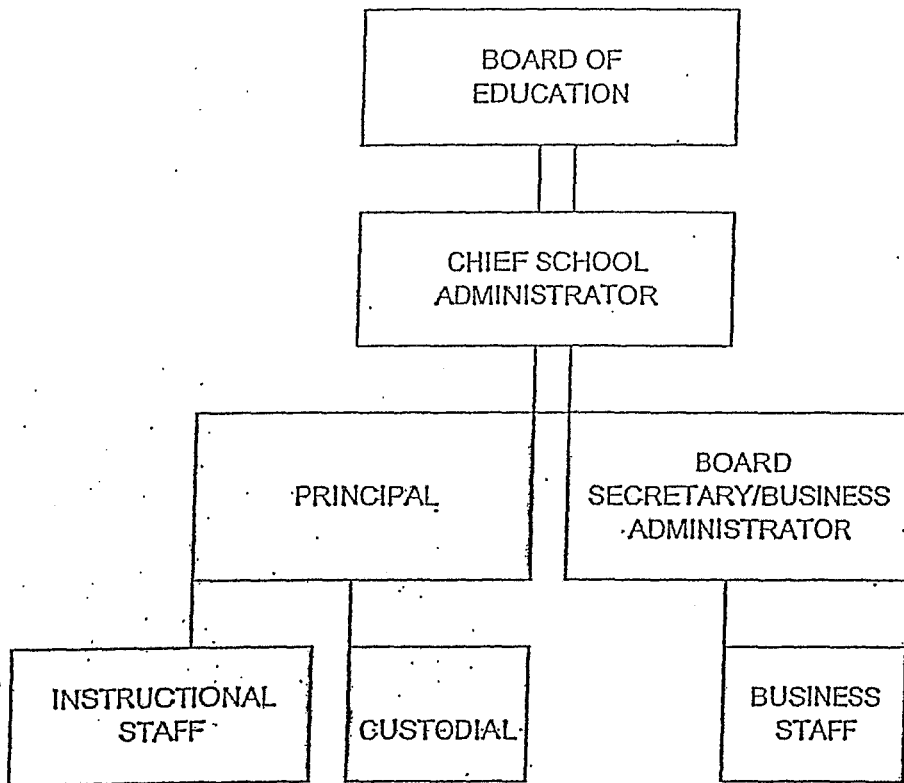 BOARD OF
EDUCATION
CHIEF SCHOOL
ADMINISTRATOR
PRINCIPAL
BOARD
SECRETARY/BUSINESS
ADMINISTRATOR
INSTRUCTIONAL
STAFF
CUSTODIAL
BUSINESS
STAFF